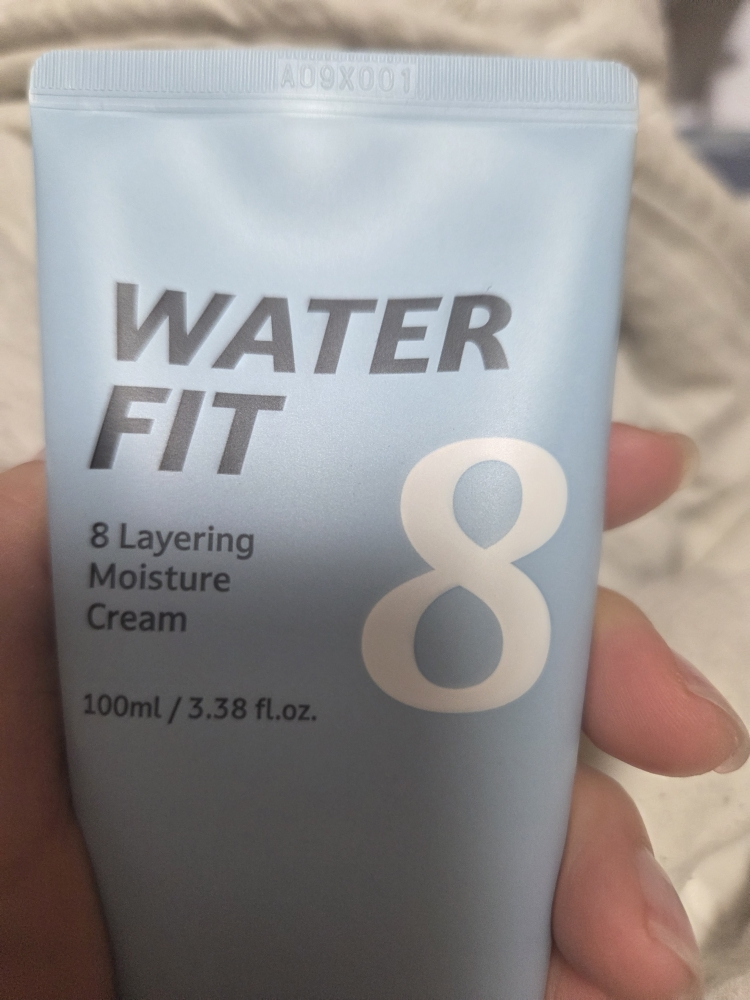 A09X001
WATER
FIT
8
8 Layering
Moisture
Cream
100ml / 3.38 fl.oz.